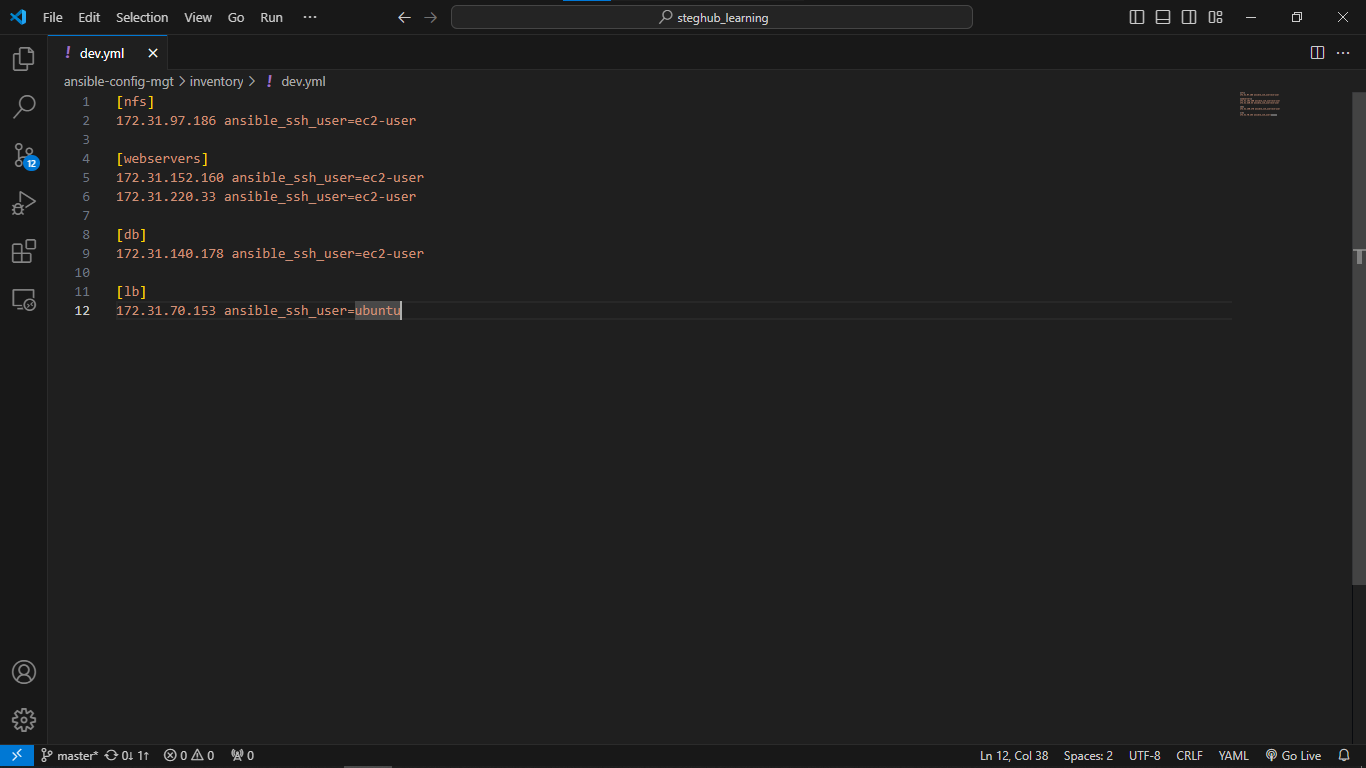 File Edit Selection View Go Run ··· steghub_learning
! dev.yml
ansible-config-mgt > inventory > ! dev.yml
1 [nfs]
2 172.31.97.186 ansible_ssh_user=ec2-user
3
4 [webservers]
5 172.31.152.160 ansible_ssh_user=ec2-user
6 172.31.220.33 ansible_ssh_user=ec2-user
7
8 [db]
9 172.31.140.178 ansible_ssh_user=ec2-user
10
11 [lb]
12 172.31.70.153 ansible_ssh_user=ubuntu
12
master* 0↓ 1↑ 0 0 0 Ln 12, Col 38 Spaces: 2 UTF-8 CRLF YAML Go Live